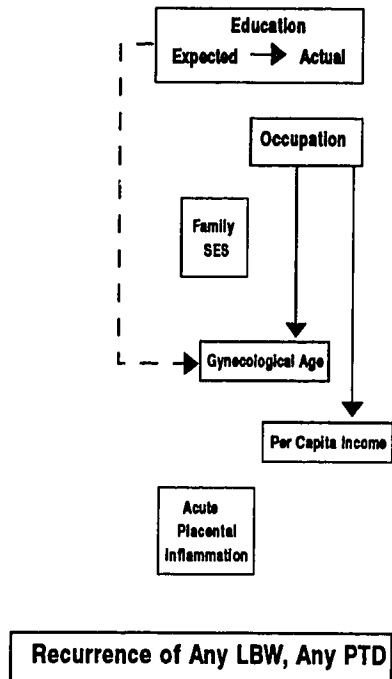 Education
Expected Actual
Occupation
Family
SES
Gynecological Age
Per Capita Income
Acute
Placental
Inflammation
Recurrence of Any LBW, Any PTD